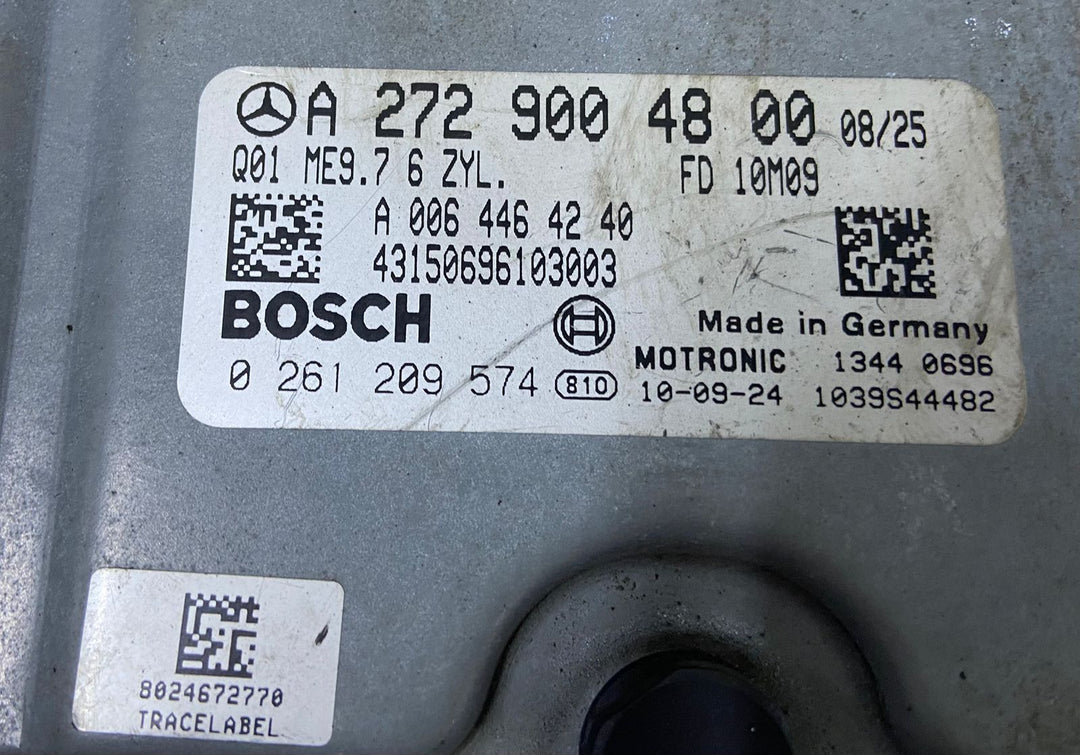 A 272 900 48 00 08/25
Q01 ME9.7 6 ZYL. FD 10M09
A 006 446 42 40
43150696103003
BOSCH Made in Germany
MOTRONIC 1344 0696
0 261 209 574 810 10-09-24 1039S44482
8024672770
TRACELABEL